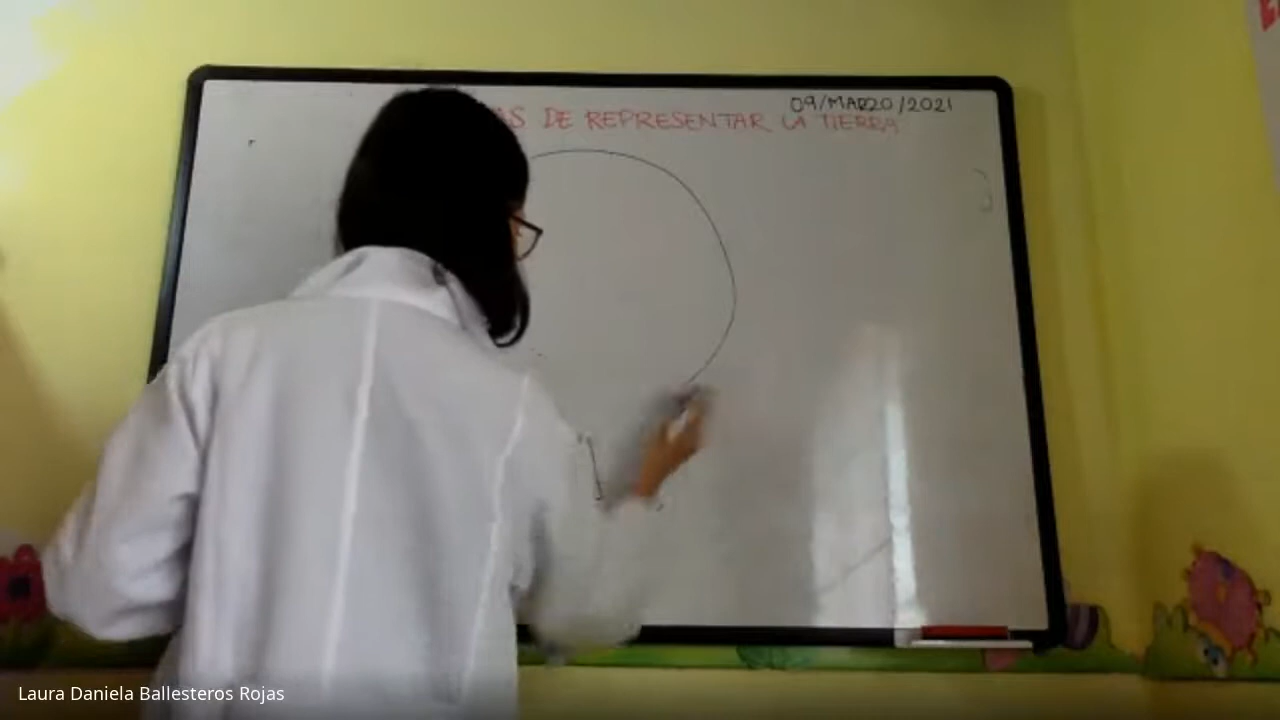 09/MARZO/2021
AS DE REPRESENTAR LA TIERRA
Laura Daniela Ballesteros Rojas